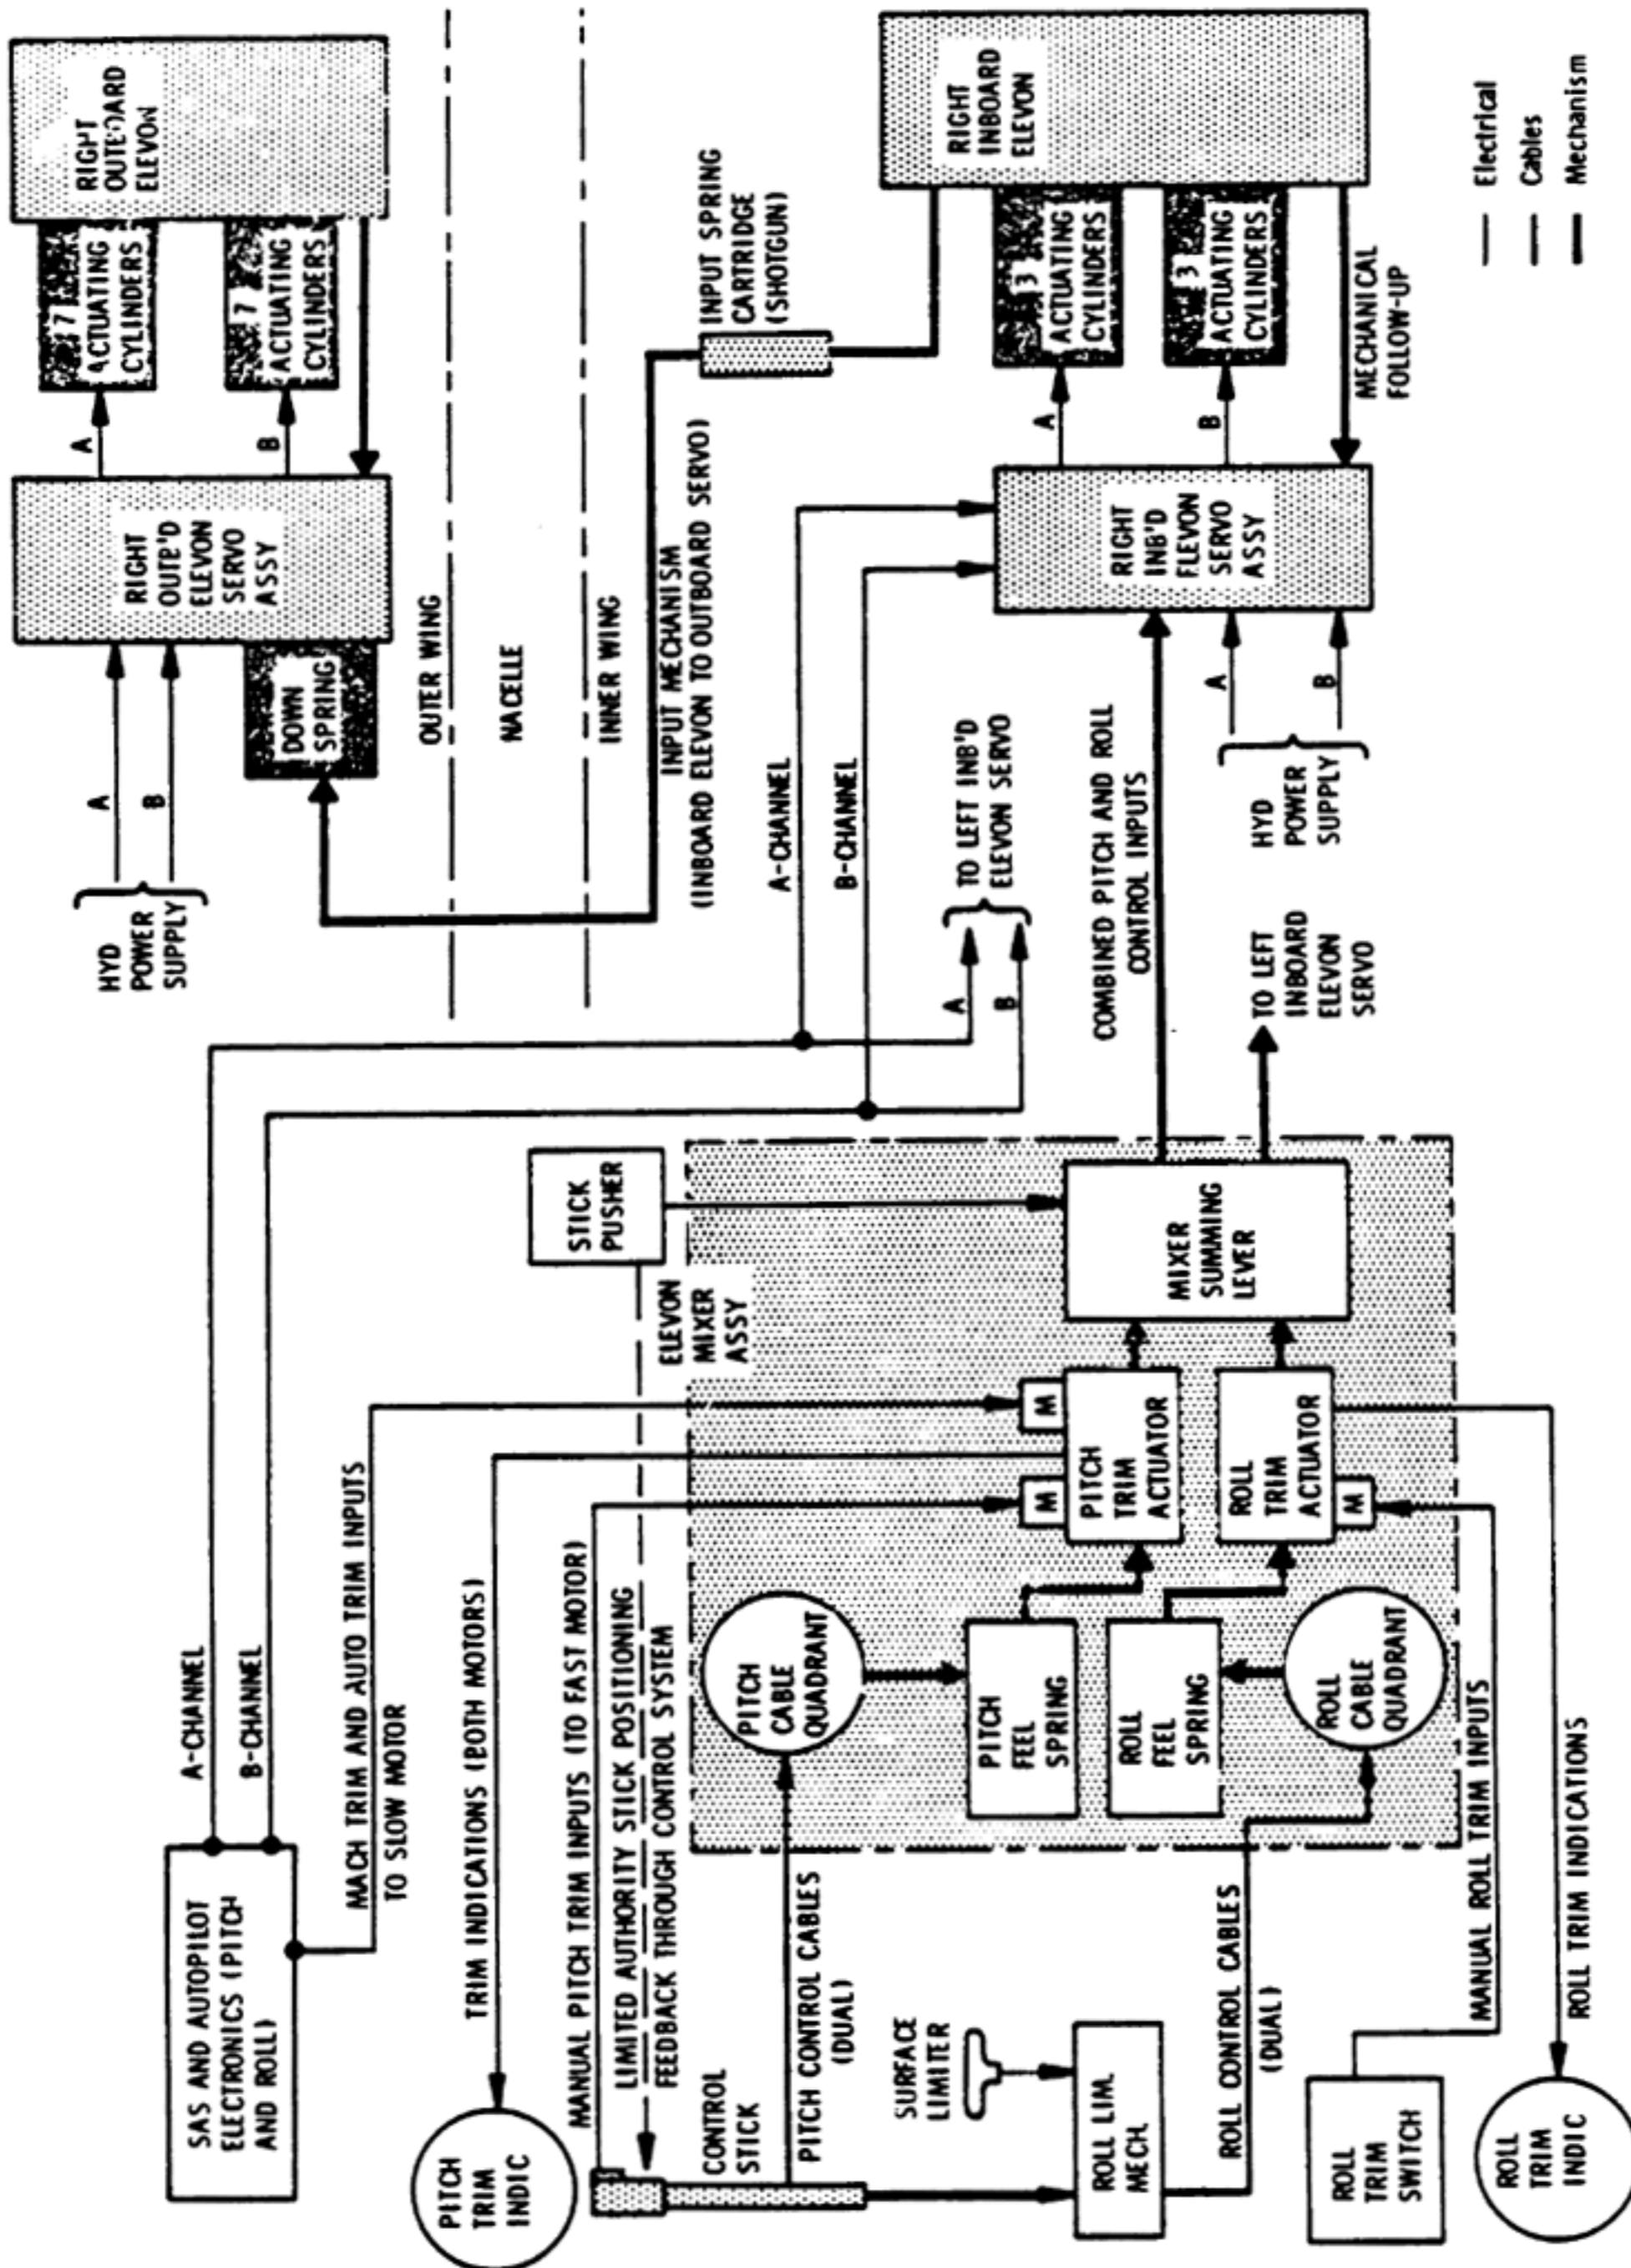 SAS AND AUTOPILOT
ELECTRONICS (PITCH
AND ROLL)
A-CHANNEL
B-CHANNEL
MACH TRIM AND AUTO TRIM INPUTS
TO SLOW MOTOR
PITCH
TRIM
INDIC
TRIM INDICATIONS (BOTH MOTORS)
MANUAL PITCH TRIM INPUTS (TO FAST MOTOR)
LIMITED AUTHORITY STICK POSITIONING
FEEDBACK THROUGH CONTROL SYSTEM
CONTROL
STICK
PITCH CONTROL CABLES
(DUAL)
SURFACE
LIMITER
ROLL LIM.
MECH.
ROLL CONTROL CABLES
(DUAL)
ROLL
TRIM
SWITCH
MANUAL ROLL TRIM INPUTS
ROLL
TRIM
INDIC
ROLL TRIM INDICATIONS
STICK
PUSHER
ELEVON
MIXER
ASSY
PITCH
CABLE
QUADRANT
PITCH
FEEL
SPRING
ROLL
FEEL
SPRING
ROLL
CABLE
QUADRANT
M
M
PITCH
TRIM
ACTUATOR
ROLL
TRIM
ACTUATOR
M
MIXER
SUMMING
LEVER
HYD
POWER
SUPPLY
A
B
DOWN
SPRING
RIGHT
OUTB'D
ELEVON
SERVO
ASSY
A
B
7
ACTUATING
CYLINDERS
7
ACTUATING
CYLINDERS
RIGHT
OUTBOARD
ELEVON
OUTER WING
NACELLE
INNER WING
INPUT MECHANISM
(INBOARD ELEVON TO OUTBOARD SERVO)
INPUT SPRING
CARTRIDGE
(SHOTGUN)
A-CHANNEL
B-CHANNEL
A
B
TO LEFT INB'D
ELEVON SERVO
COMBINED PITCH AND ROLL
CONTROL INPUTS
TO LEFT
INBOARD
ELEVON
SERVO
HYD
POWER
SUPPLY
A
B
RIGHT
INB'D
FLEVON
SERVO
ASSY
A
B
3
ACTUATING
CYLINDERS
3
ACTUATING
CYLINDERS
RIGHT
INBOARD
ELEVON
MECHANICAL
FOLLOW-UP
Electrical
Cables
Mechanism